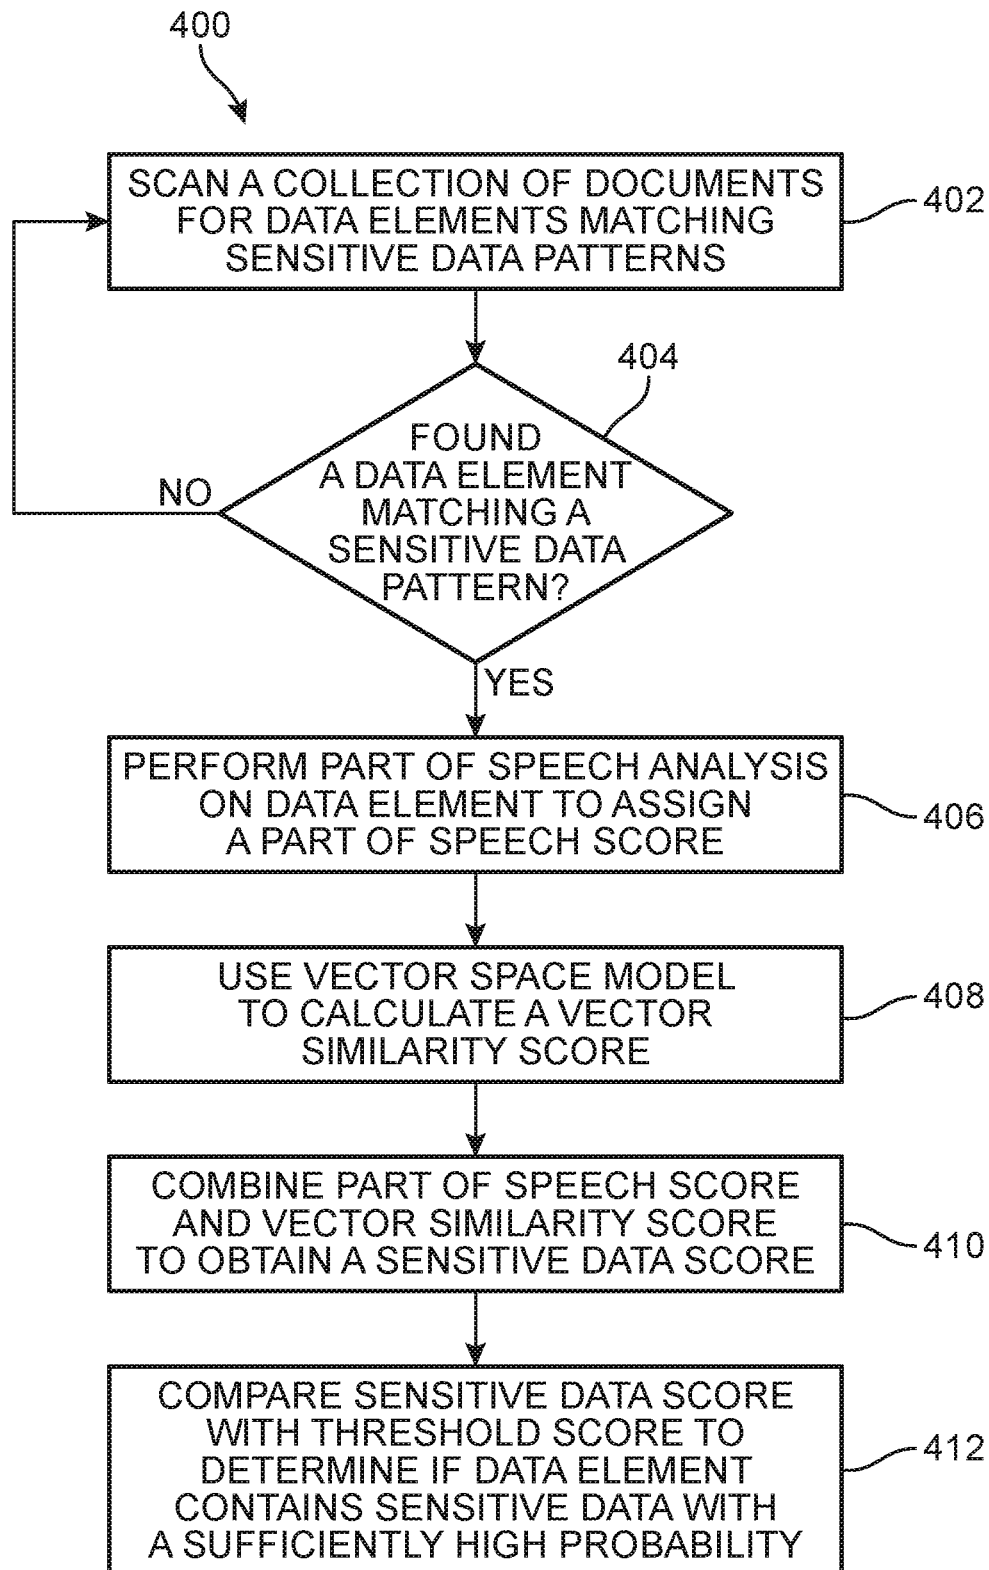 400
SCAN A COLLECTION OF DOCUMENTS
FOR DATA ELEMENTS MATCHING
SENSITIVE DATA PATTERNS
402
404
FOUND
A DATA ELEMENT
MATCHING A
SENSITIVE DATA
PATTERN?
NO
YES
PERFORM PART OF SPEECH ANALYSIS
ON DATA ELEMENT TO ASSIGN
A PART OF SPEECH SCORE
406
USE VECTOR SPACE MODEL
TO CALCULATE A VECTOR
SIMILARITY SCORE
408
COMBINE PART OF SPEECH SCORE
AND VECTOR SIMILARITY SCORE
TO OBTAIN A SENSITIVE DATA SCORE
410
COMPARE SENSITIVE DATA SCORE
WITH THRESHOLD SCORE TO
DETERMINE IF DATA ELEMENT
CONTAINS SENSITIVE DATA WITH
A SUFFICIENTLY HIGH PROBABILITY
412